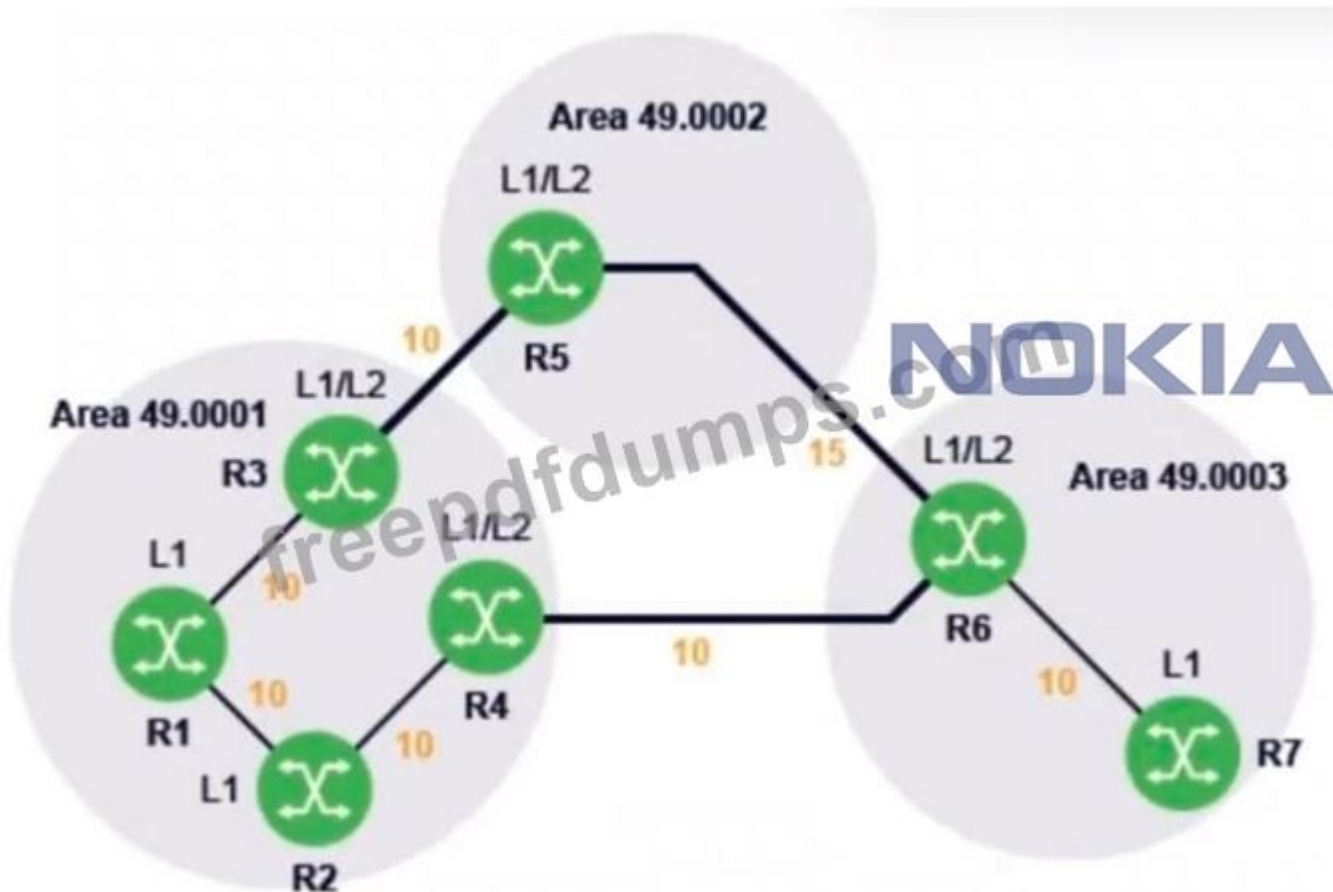 Area 49.0002
L1/L2
R5
10
NOKIA
Area 49.0001
L1/L2
R3
15
L1/L2
Area 49.0003
freepdfdumps.com
L1/L2
L1
10
R4
10
R6
R1
10
10
10
L1
R7
L1
R2